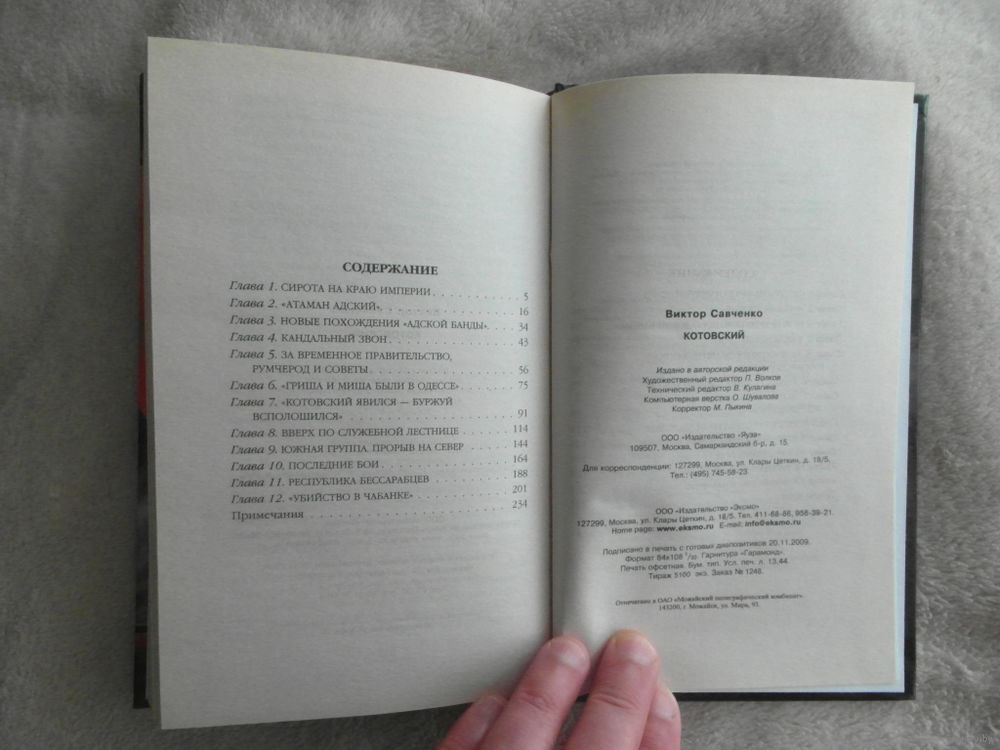 СОДЕРЖАНИЕ
Глава 1. СИРОТА НА КРАЮ ИМПЕРИИ . . . . . . . . . . 5
Глава 2. «АТАМАН АДСКИЙ». . . . . . . . . . . . . . . 16
Глава 3. НОВЫЕ ПОХОЖДЕНИЯ «АДСКОЙ БАНДЫ». . . . 34
Глава 4. КАНДАЛЬНЫЙ ЗВОН . . . . . . . . . . . . . . 43
Глава 5. ЗА ВРЕМЕННОЕ ПРАВИТЕЛЬСТВО,
РУМЧЕРОД И СОВЕТЫ . . . . . . . . . . . . . . . 56
Глава 6. «ГРИША И МИША БЫЛИ В ОДЕССЕ» . . . . . . 75
Глава 7. «КОТОВСКИЙ ЯВИЛСЯ — БУРЖУЙ
ВСПОЛОШИЛСЯ» . . . . . . . . . . . . . . . . . . 91
Глава 8. ВВЕРХ ПО СЛУЖЕБНОЙ ЛЕСТНИЦЕ . . . . . . 114
Глава 9. ЮЖНАЯ ГРУППА. ПРОРЫВ НА СЕВЕР . . . . . 144
Глава 10. ПОСЛЕДНИЕ БОИ . . . . . . . . . . . . . . 164
Глава 11. РЕСПУБЛИКА БЕССАРАБЦЕВ . . . . . . . . . 188
Глава 12. «УБИЙСТВО В ЧАБАНКЕ» . . . . . . . . . . . 201
Примечания . . . . . . . . . . . . . . . . . . . . . . 234
Виктор Савченко
КОТОВСКИЙ
Издано в авторской редакции
Художественный редактор П. Волков
Технический редактор В. Кулагина
Компьютерная верстка О. Шувалова
Корректор М. Пыкина
ООО «Издательство «Яуза»
109507, Москва, Самаркандский б-р, д. 15.
Для корреспонденции: 127299, Москва, ул. Клары Цеткин, д. 18/5.
Тел.: (495) 745-58-23.
ООО «Издательство «Эксмо»
127299, Москва, ул. Клары Цеткин, д. 18/5. Тел. 411-68-86, 956-39-21.
Home page: www.eksmo.ru E-mail: info@eksmo.ru
Подписано в печать с готовых диапозитивов 20.11.2009.
Формат 84х108 1/32. Гарнитура «Гарамонд».
Печать офсетная. Бум. тип. Усл. печ. л. 13,44.
Тираж 5100 экз. Заказ № 1248.
Отпечатано в ОАО «Можайский полиграфический комбинат».
143200, г. Можайск, ул. Мира, 93.